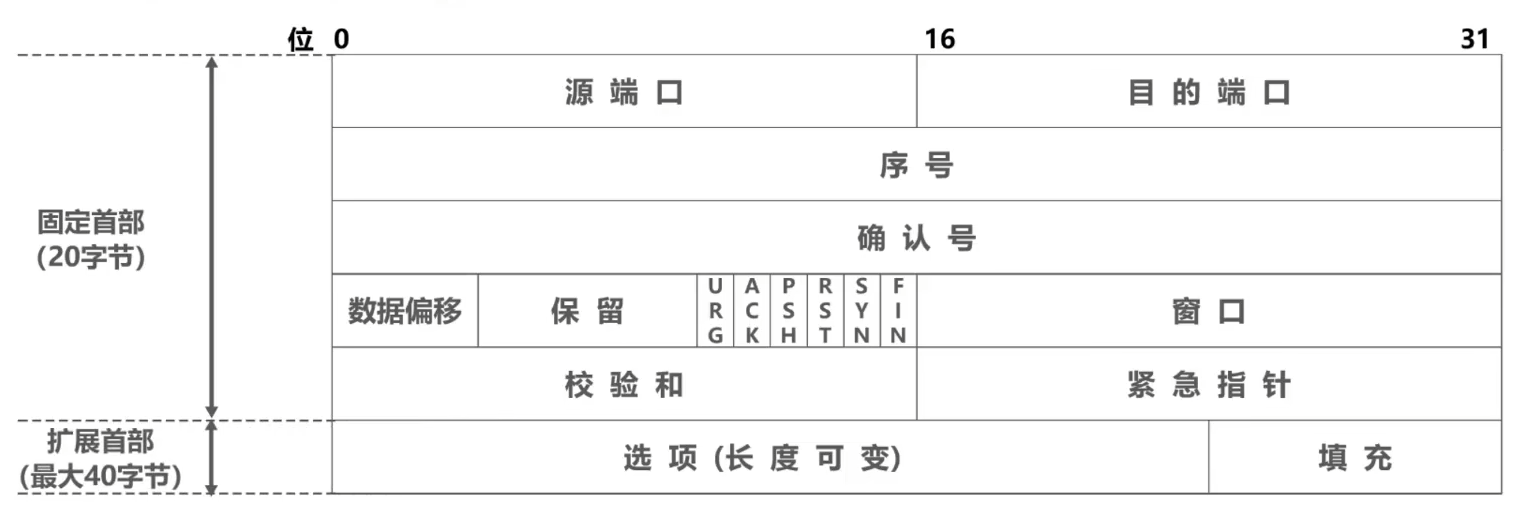 位 0 16 31
源 端 口 目 的 端 口
序 号
固定首部
(20字节)
确 认 号
数据偏移 保 留 URG ACK PSH RST SYN FIN 窗 口
校 验 和 紧 急 指 针
扩展首部
(最大40字节)
选 项 (长 度 可 变) 填 充